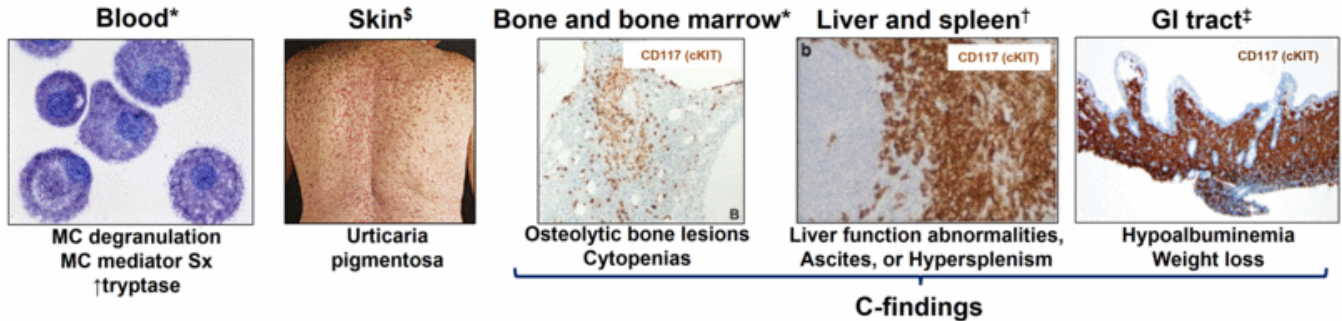 Blood*
Skin$
Bone and bone marrow*
Liver and spleen†
GI tract‡
CD117 (cKIT)
B
b
CD117 (cKIT)
CD117 (cKIT)
MC degranulation
MC mediator Sx
↑tryptase
Urticaria
pigmentosa
Osteolytic bone lesions
Cytopenias
Liver function abnormalities,
Ascites, or Hypersplenism
Hypoalbuminemia
Weight loss
C-findings